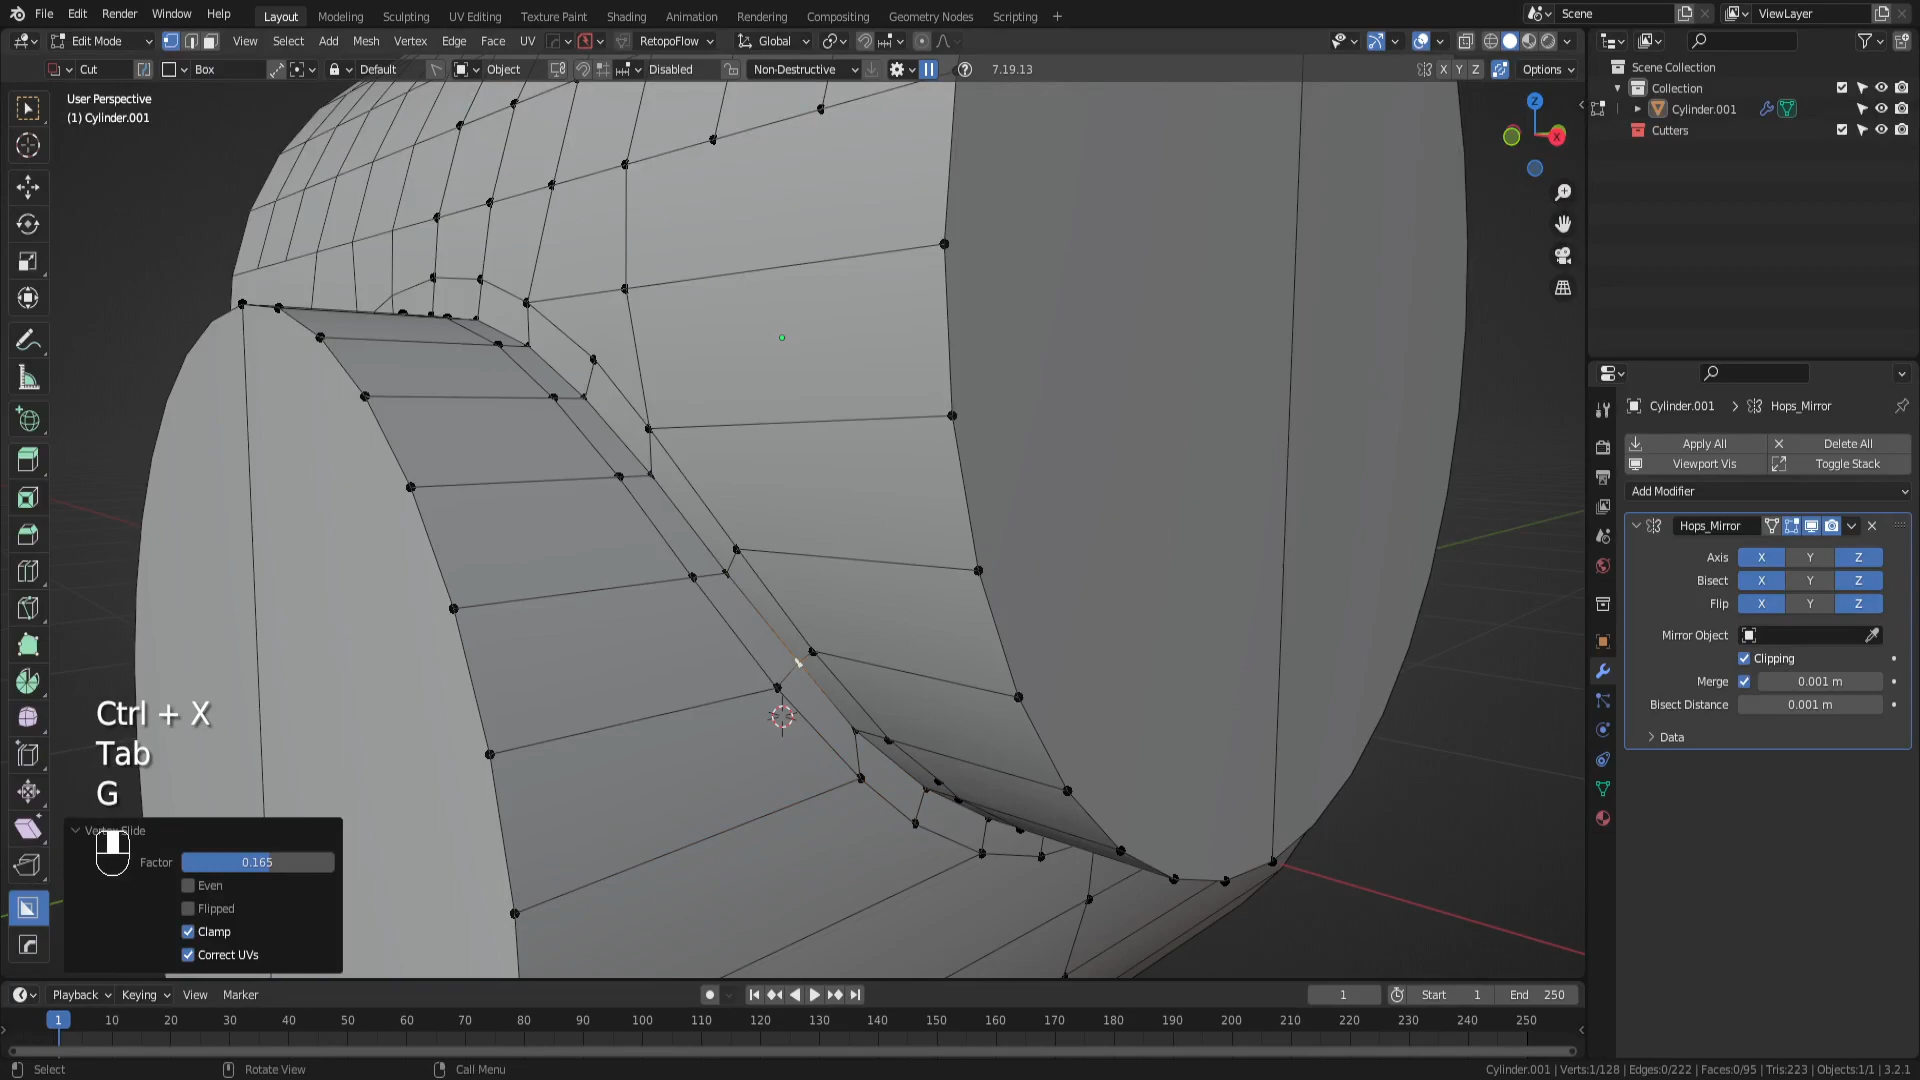 File Edit Render Window Help Layout Modeling Sculpting UV Editing Texture Paint Shading Animation Rendering Compositing Geometry Nodes Scripting + Scene ViewLayer
Edit Mode View Select Add Mesh Vertex Edge Face UV RetopoFlow Global
Cut Box Default Object Disabled Non-Destructive 7.19.13 X Y Z Options
User Perspective
(1) Cylinder.001
Z
X
Scene Collection
Collection
Cylinder.001
Cutters
Cylinder.001 Hops_Mirror
Apply All Delete All
Viewport Vis Toggle Stack
Add Modifier
Hops_Mirror
Axis X Y Z
Bisect X Y Z
Flip X Y Z
Mirror Object
Clipping
Merge 0.001 m
Bisect Distance 0.001 m
Data
Ctrl + X
Tab
G
Vertex Slide
Factor 0.165
Even
Flipped
Clamp
Correct UVs
Playback Keying View Marker 1 Start 1 End 250
1 10 20 30 40 50 60 70 80 90 100 110 120 130 140 150 160 170 180 190 200 210 220 230 240 250
Select Rotate View Call Menu Cylinder.001 | Verts:1/128 | Edges:0/222 | Faces:0/95 | Tris:223 | Objects:1/1 | 3.2.1